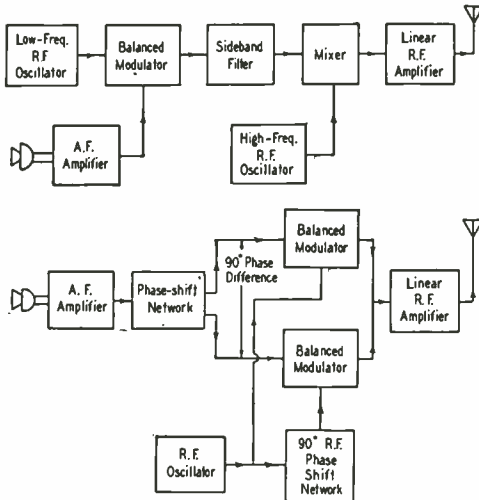 Low-Freq.
R.F
Oscillator
Balanced
Modulator
Sideband
Filter
Mixer
Linear
R.F.
Amplifier
A.F.
Amplifier
High-Freq.
R.F.
Oscillator
A.F.
Amplifier
Phase-shift
Network
90° Phase
Difference
Balanced
Modulator
Linear
R.F.
Amplifier
Balanced
Modulator
R.F.
Oscillator
90° R.F.
Phase
Shift
Network